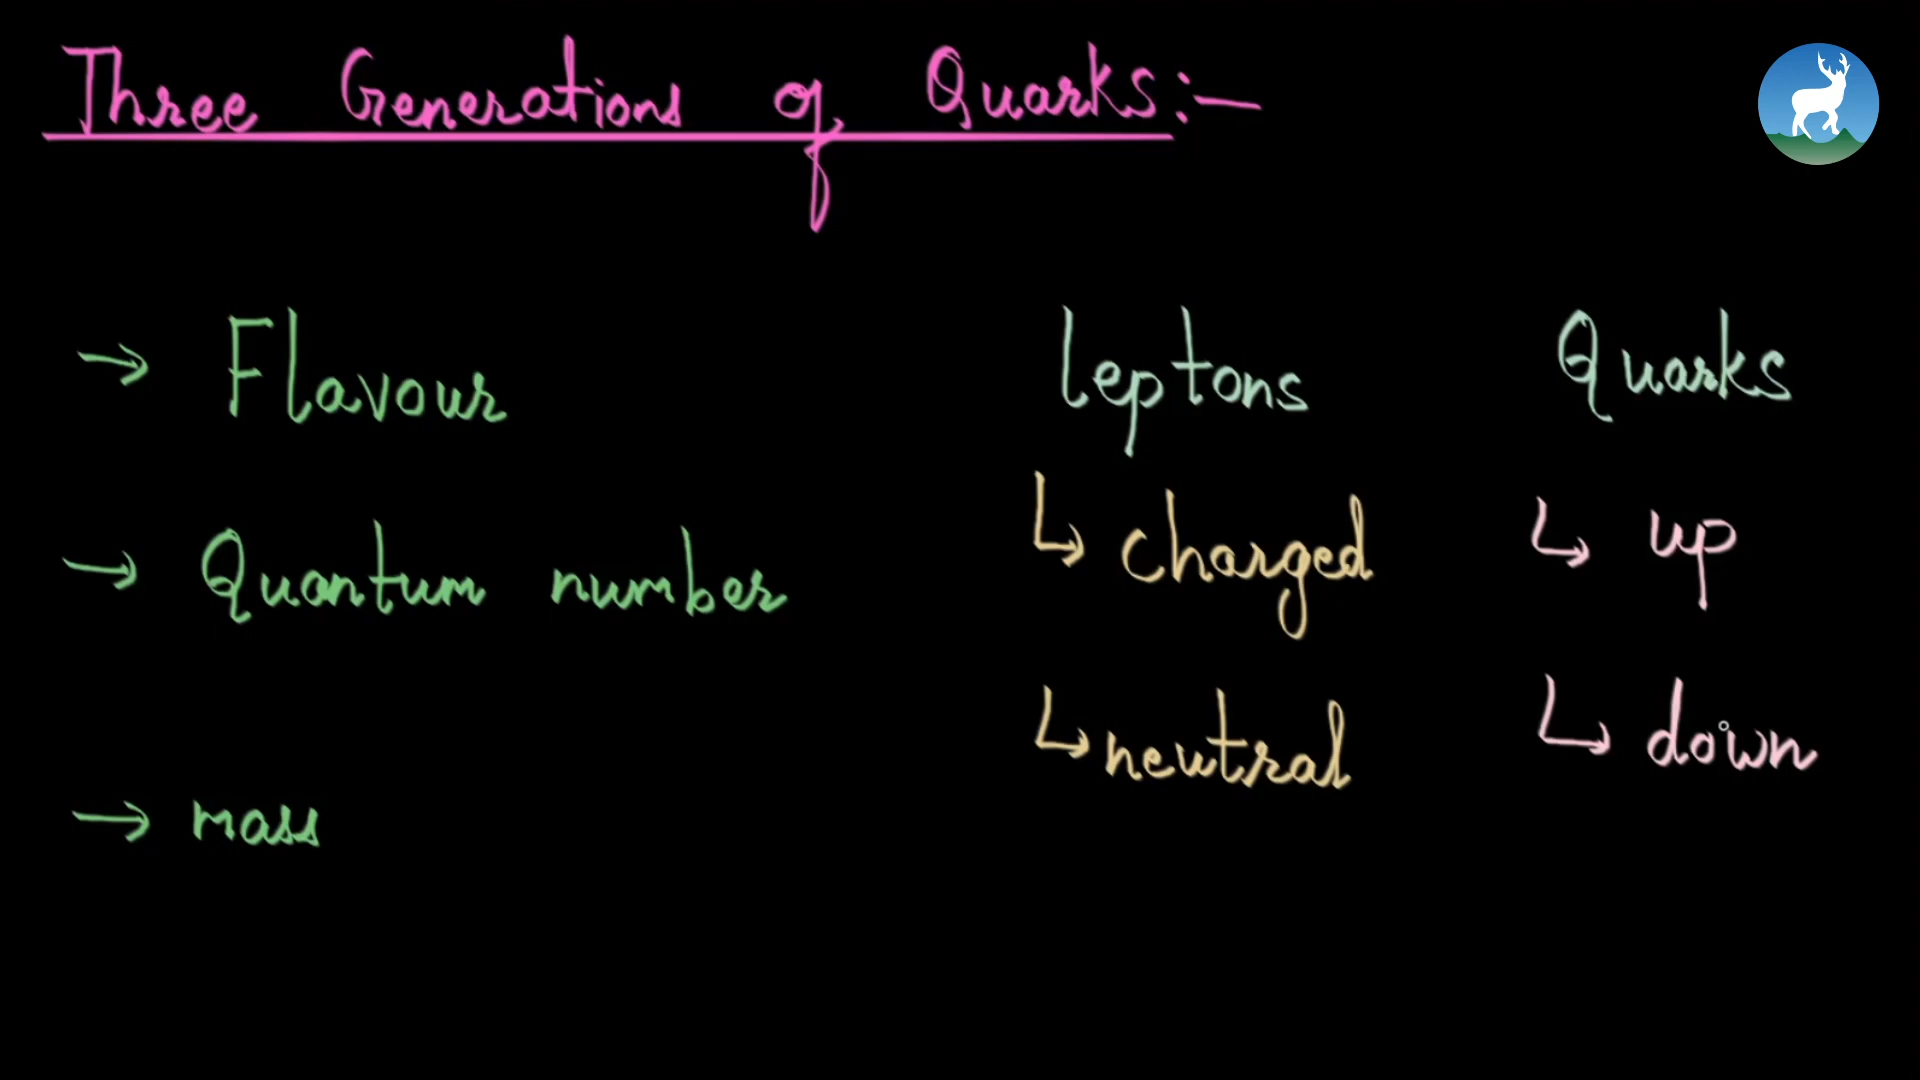 Three Generations of Quarks:-
→ Flavour
→ Quantum number
→ mass
leptons
↳ charged
↳ neutral
Quarks
↳ up
↳ down